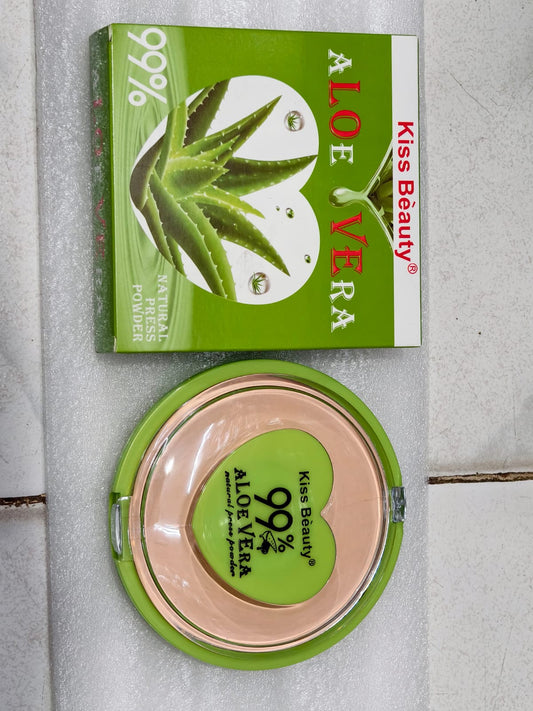 Kiss Bèauty®
ALOE VERA
99%
NATURAL
PRESS
POWDER
Kiss Bèauty®
99%
ALOE VERA
natural press powder